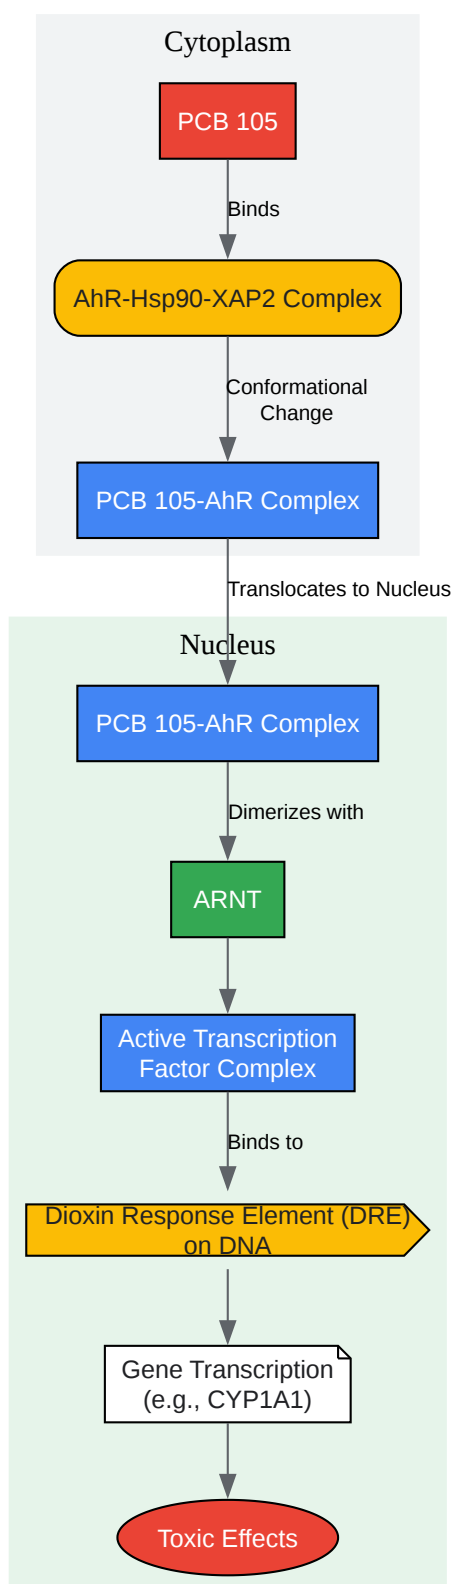 Cytoplasm
PCB 105
Binds
AhR-Hsp90-XAP2 Complex
Conformational
Change
PCB 105-AhR Complex
Translocates to Nucleus
Nucleus
PCB 105-AhR Complex
Dimerizes with
ARNT
Active Transcription
Factor Complex
Binds to
Dioxin Response Element (DRE)
on DNA
Gene Transcription
(e.g., CYP1A1)
Toxic Effects